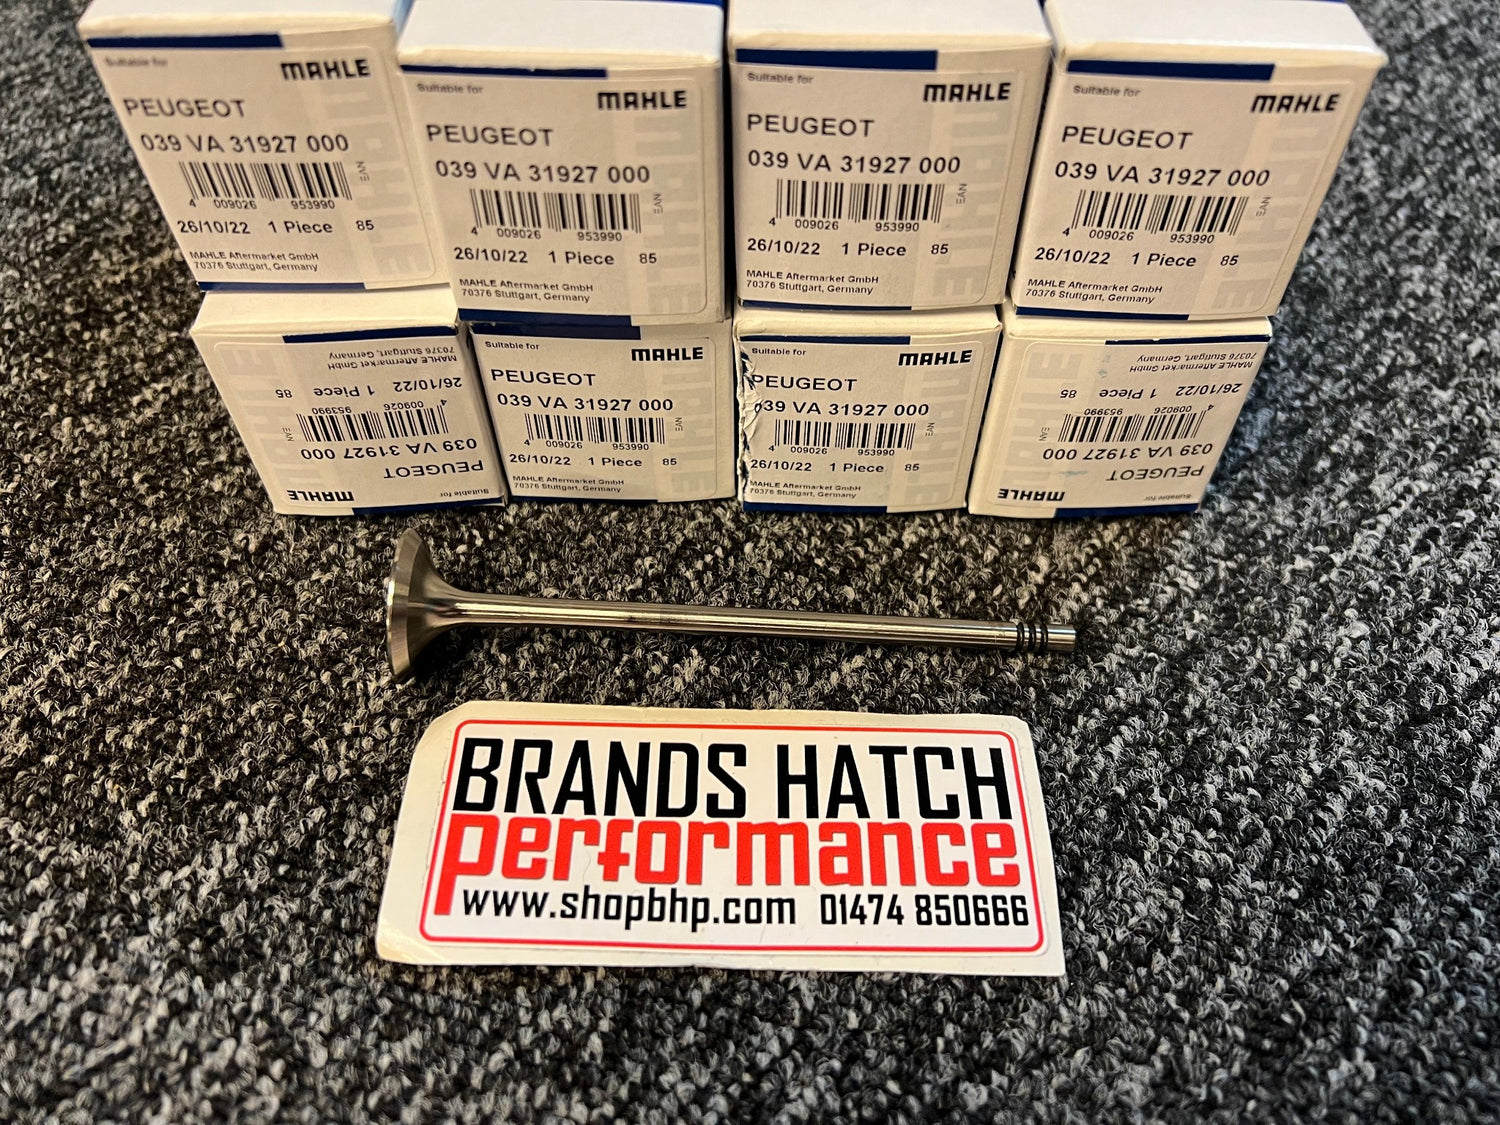 Suitable for
MAHLE
PEUGEOT
039 VA 31927 000
EAN
4 009026 953990
26/10/22 1 Piece 85
MAHLE Aftermarket GmbH
70376 Stuttgart, Germany
Suitable for
MAHLE
PEUGEOT
039 VA 31927 000
EAN
4 009026 953990
26/10/22 1 Piece 85
MAHLE Aftermarket GmbH
70376 Stuttgart, Germany
Suitable for
MAHLE
PEUGEOT
039 VA 31927 000
EAN
4 009026 953990
26/10/22 1 Piece 85
MAHLE Aftermarket GmbH
70376 Stuttgart, Germany
Suitable for
MAHLE
PEUGEOT
039 VA 31927 000
EAN
4 009026 953990
26/10/22 1 Piece 85
MAHLE Aftermarket GmbH
70376 Stuttgart, Germany
Suitable for
MAHLE
PEUGEOT
039 VA 31927 000
EAN
4 009026 953990
26/10/22 1 Piece 85
MAHLE Aftermarket GmbH
70376 Stuttgart, Germany
Suitable for
MAHLE
PEUGEOT
039 VA 31927 000
EAN
4 009026 953990
26/10/22 1 Piece 85
MAHLE Aftermarket GmbH
70376 Stuttgart, Germany
Suitable for
MAHLE
PEUGEOT
039 VA 31927 000
EAN
4 009026 953990
26/10/22 1 Piece 85
MAHLE Aftermarket GmbH
70376 Stuttgart, Germany
Suitable for
MAHLE
PEUGEOT
039 VA 31927 000
EAN
4 009026 953990
26/10/22 1 Piece 85
MAHLE Aftermarket GmbH
70376 Stuttgart, Germany
BRANDS HATCH
performance
www.shopbhp.com 01474 850666